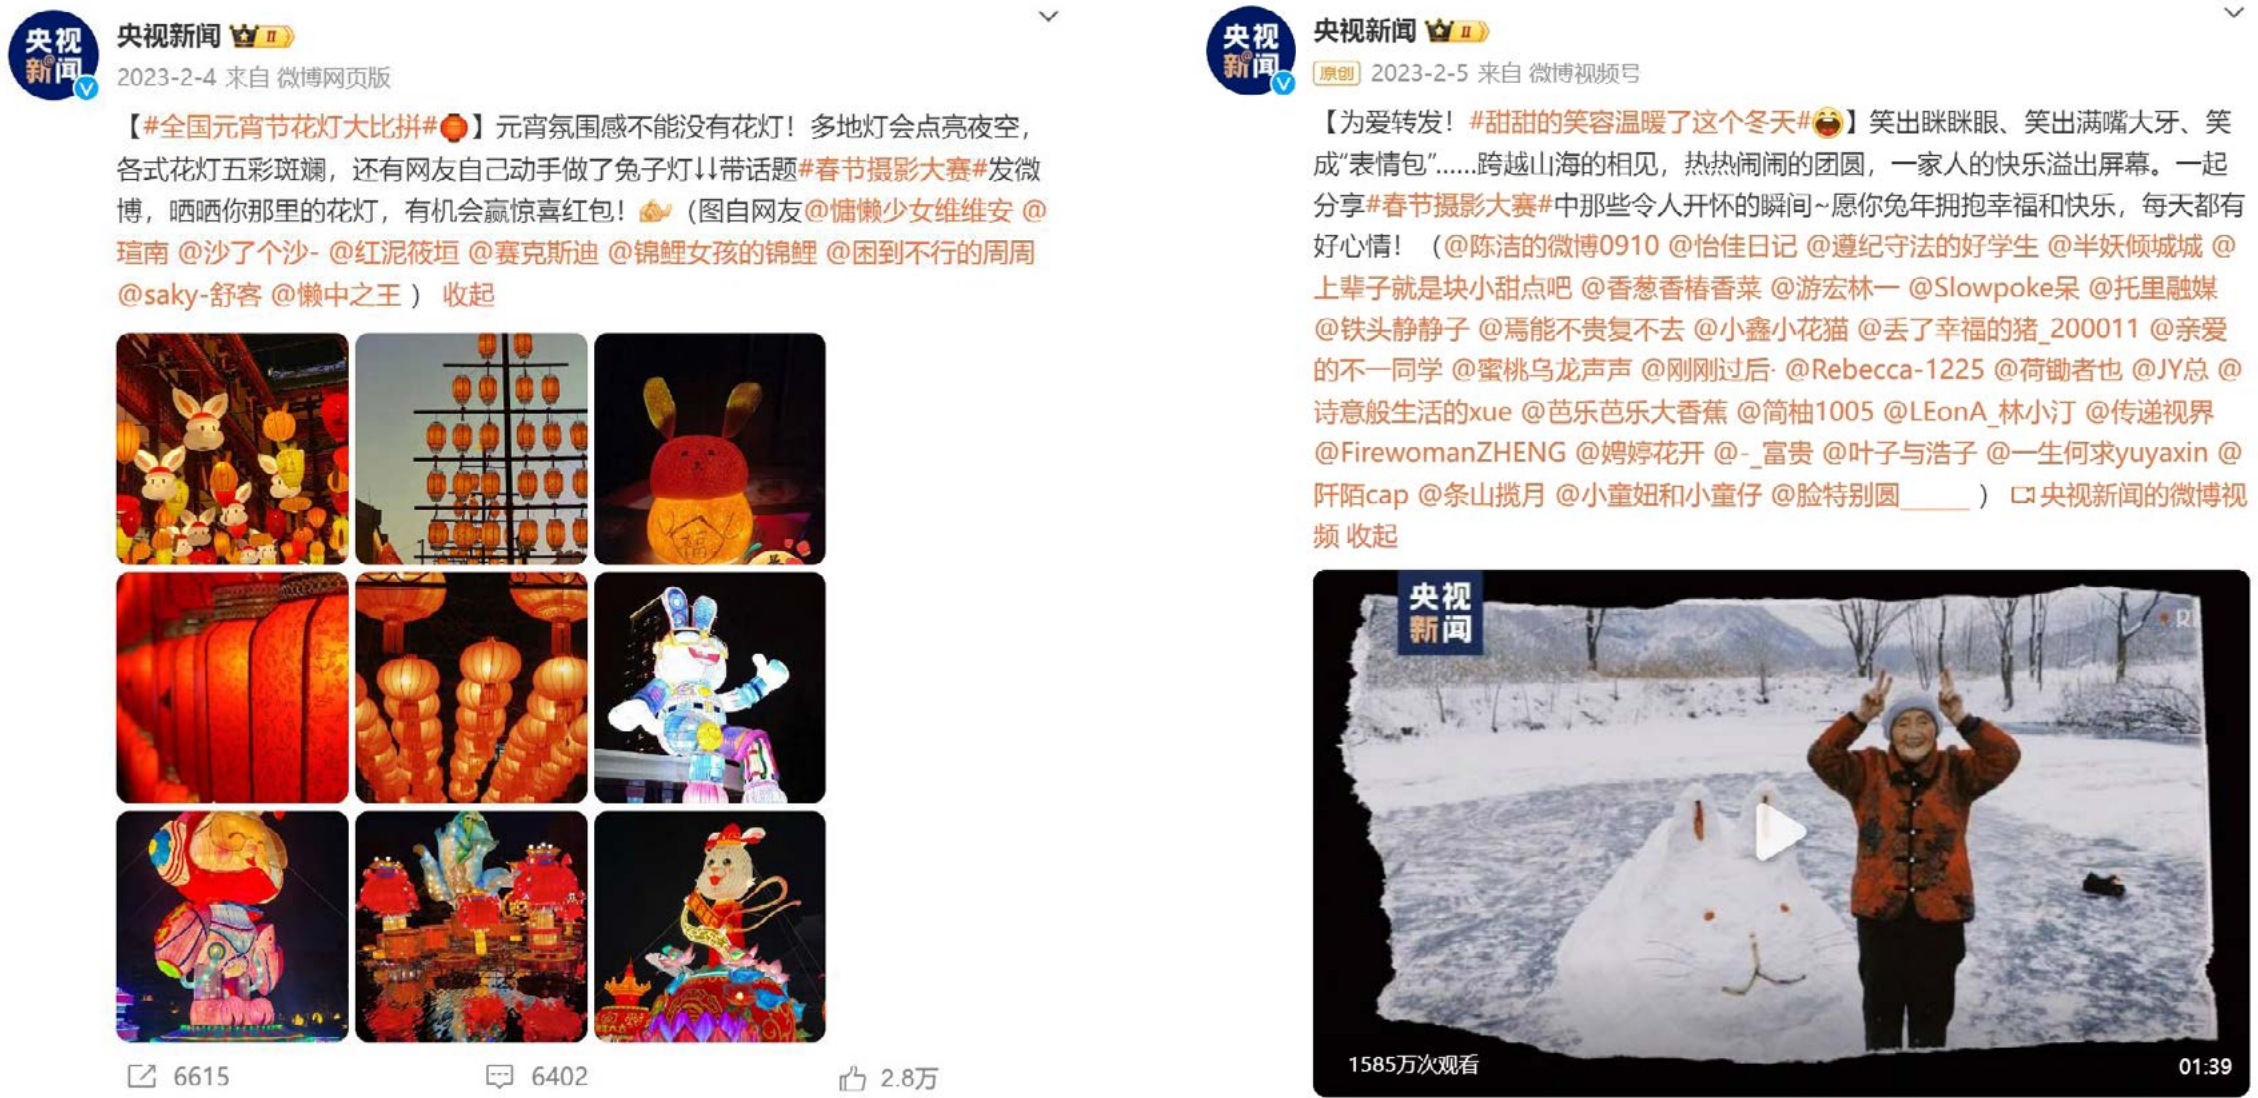 央视新闻
央视新闻 II
2023-2-4 来自 微博网页版
【#全国元宵节花灯大比拼#】元宵氛围感不能没有花灯！多地灯会点亮夜空，
各式花灯五彩斑斓，还有网友自己动手做了兔子灯↓↓带话题#春节摄影大赛#发微
博，晒晒你那里的花灯，有机会赢惊喜红包！（图自网友@慵懒少女维维安 @
瑄南 @沙了个沙- @红泥筱垣 @赛克斯迪 @锦鲤女孩的锦鲤 @困到不行的周周
@saky-舒客 @懒中之王 ） 收起
福
6615
6402
2.8万
央视新闻
央视新闻 II
原创 2023-2-5 来自 微博视频号
【为爱转发！#甜甜的笑容温暖了这个冬天#】笑出眯眯眼、笑出满嘴大牙、笑
成“表情包”……跨越山海的相见，热热闹闹的团圆，一家人的快乐溢出屏幕。一起
分享#春节摄影大赛#中那些令人开怀的瞬间~愿你兔年拥抱幸福和快乐，每天都有
好心情！（@陈洁的微博0910 @怡佳日记 @遵纪守法的好学生 @半妖倾城城 @
上辈子就是块小甜点吧 @香葱香椿香菜 @游宏林一 @Slowpoke呆 @托里融媒
@铁头静静子 @焉能不贵复不去 @小鑫小花猫 @丢了幸福的猪_200011 @亲爱
的不一同学 @蜜桃乌龙声声 @刚刚过后· @Rebecca-1225 @荷锄者也 @JY总 @
诗意般生活的xue @芭乐芭乐大香蕉 @简柚1005 @LEonA_林小汀 @传递视界
@FirewomanZHENG @娉婷花开 @-_富贵 @叶子与浩子 @一生何求yuyaxin @
阡陌cap @条山揽月 @小童妞和小童仔 @脸特别圆_____ ） 央视新闻的微博视
频 收起
央视新闻
1585万次观看
01:39